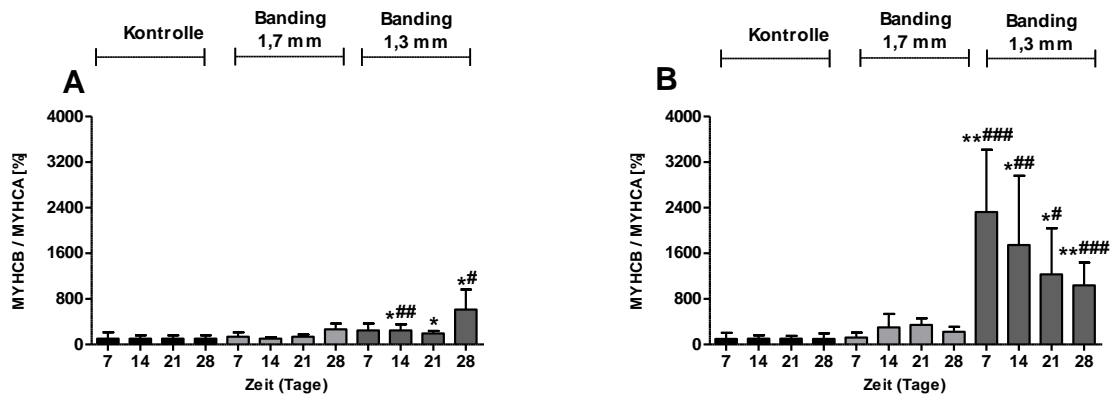 Kontrolle
Banding
1,7 mm
Banding
1,3 mm
A
MYHCB / MYHCA [%]
4000
3200
2400
1600
800
0
*##
*
*#
7 14 21 28 7 14 21 28 7 14 21 28
Zeit (Tage)
Kontrolle
Banding
1,7 mm
Banding
1,3 mm
B
MYHCB / MYHCA [%]
4000
3200
2400
1600
800
0
**###
*##
*#
**###
7 14 21 28 7 14 21 28 7 14 21 28
Zeit (Tage)